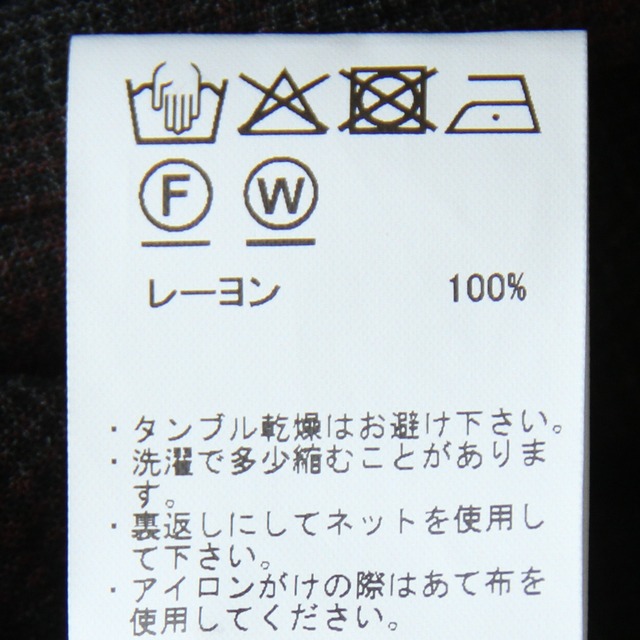 F W
レーヨン 100%
・タンブル乾燥はお避け下さい。
・洗濯で多少縮むことがありま
す。
・裏返しにしてネットを使用し
て下さい。
・アイロンがけの際はあて布を
使用してください。